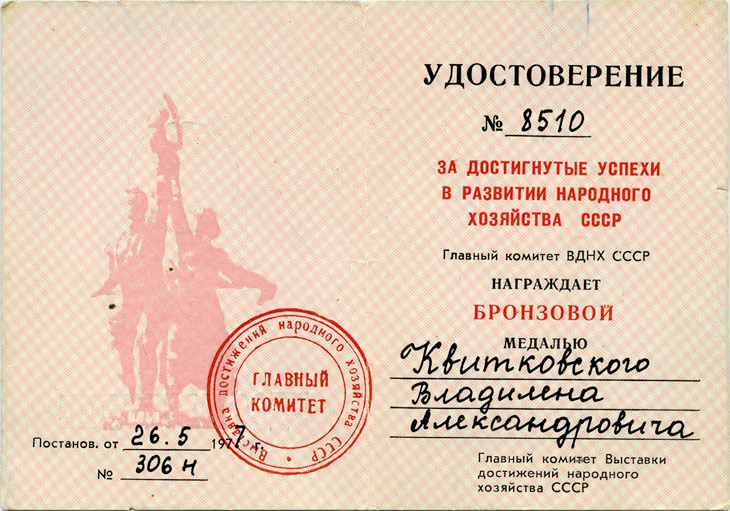 Постанов. от 26.5 1977 г.
№ 306 н
Выставка достижений народного хозяйства СССР
ГЛАВНЫЙ
КОМИТЕТ
УДОСТОВЕРЕНИЕ
№ 8510
ЗА ДОСТИГНУТЫЕ УСПЕХИ
В РАЗВИТИИ НАРОДНОГО
ХОЗЯЙСТВА СССР
Главный комитет ВДНХ СССР
НАГРАЖДАЕТ
БРОНЗОВОЙ
МЕДАЛЬЮ
Квитковского
Владилена
Александровича
Главный комитет Выставки
достижений народного
хозяйства СССР